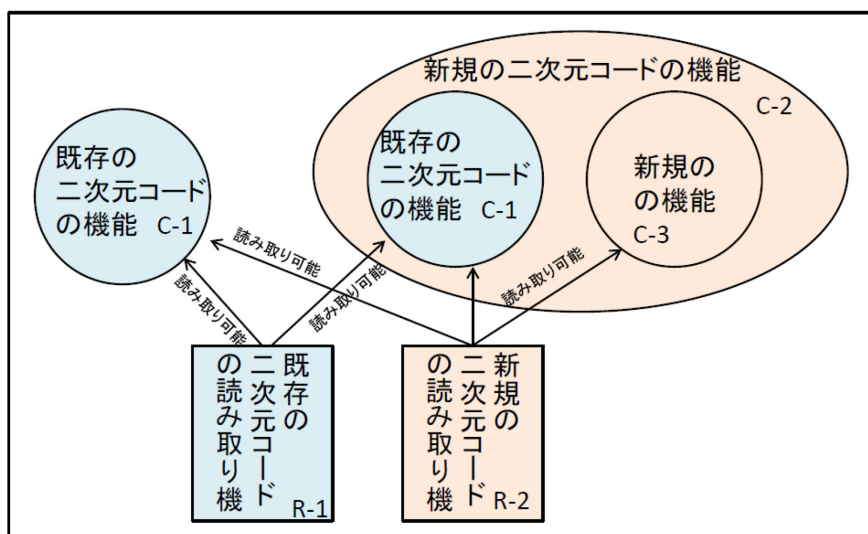 新規の二次元コードの機能
C-2
既存の
二次元コード
の機能 C-1
既存の
二次元コード
の機能 C-1
新規の
の機能
C-3
読み取り可能
読み取り可能
読み取り可能
読み取り可能
既存の
二次元コード
の読み取り機
R-1
新規の
二次元コード
の読み取り機
R-2